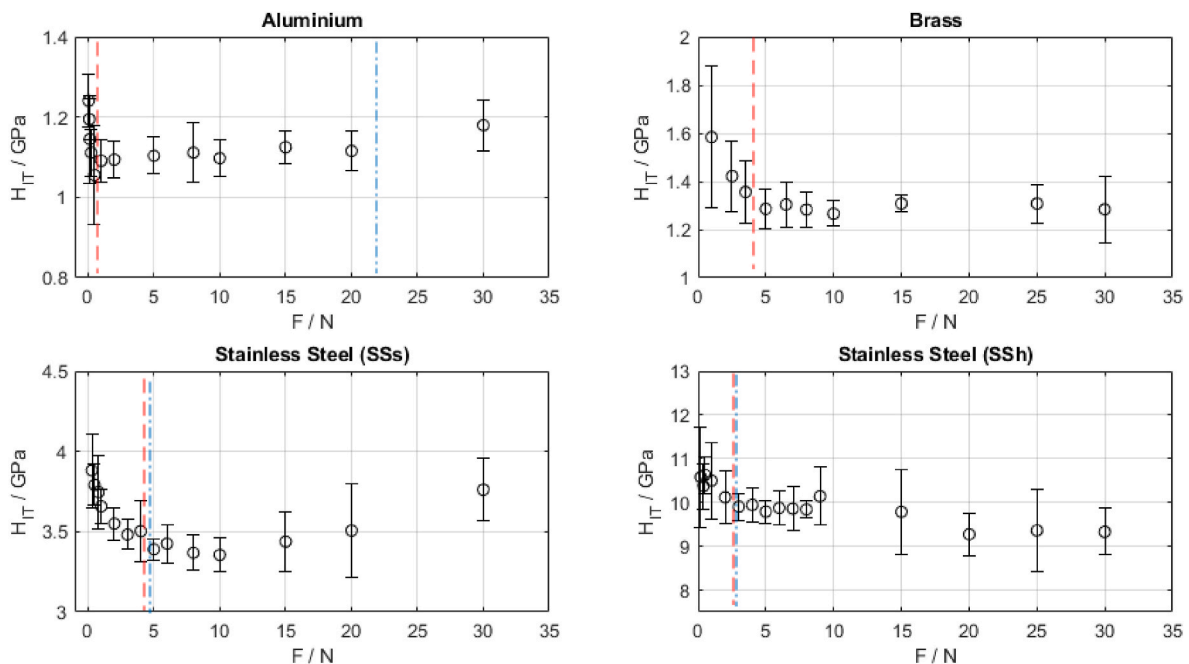 Aluminium
1.4
1.2
1
0.8
H_IT / GPa
0 5 10 15 20 25 30 35
F / N
Brass
2
1.8
1.6
1.4
1.2
1
H_IT / GPa
0 5 10 15 20 25 30 35
F / N
Stainless Steel (SSs)
4.5
4
3.5
3
H_IT / GPa
0 5 10 15 20 25 30 35
F / N
Stainless Steel (SSh)
13
12
11
10
9
8
H_IT / GPa
0 5 10 15 20 25 30 35
F / N